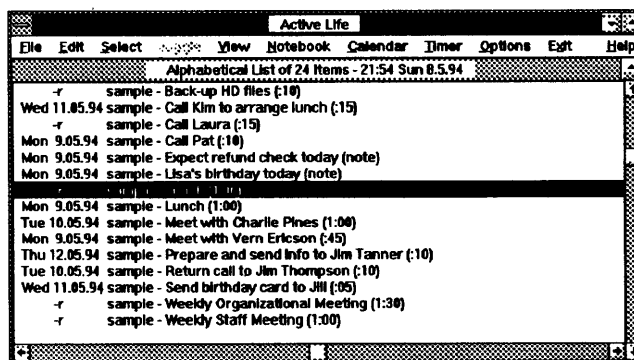 Active Life
File Edit Select View Notebook Calendar Timer Options Exit Help
Alphabetical List of 24 Items - 21:54 Sun 8.5.94
-r sample - Back-up HD files (:10)
Wed 11.05.94 sample - Call Kim to arrange lunch (:15)
-r sample - Call Laura (:15)
Mon 9.05.94 sample - Call Pat (:10)
Mon 9.05.94 sample - Expect refund check today (note)
Mon 9.05.94 sample - Lisa's birthday today (note)
Mon 9.05.94 sample - Lunch (1:00)
Tue 10.05.94 sample - Meet with Charlie Pines (1:00)
Mon 9.05.94 sample - Meet with Vern Ericson (:45)
Thu 12.05.94 sample - Prepare and send info to Jim Tanner (:10)
Tue 10.05.94 sample - Return call to Jim Thompson (:10)
Wed 11.05.94 sample - Send birthday card to Jill (:05)
-r sample - Weekly Organizational Meeting (1:30)
-r sample - Weekly Staff Meeting (1:00)